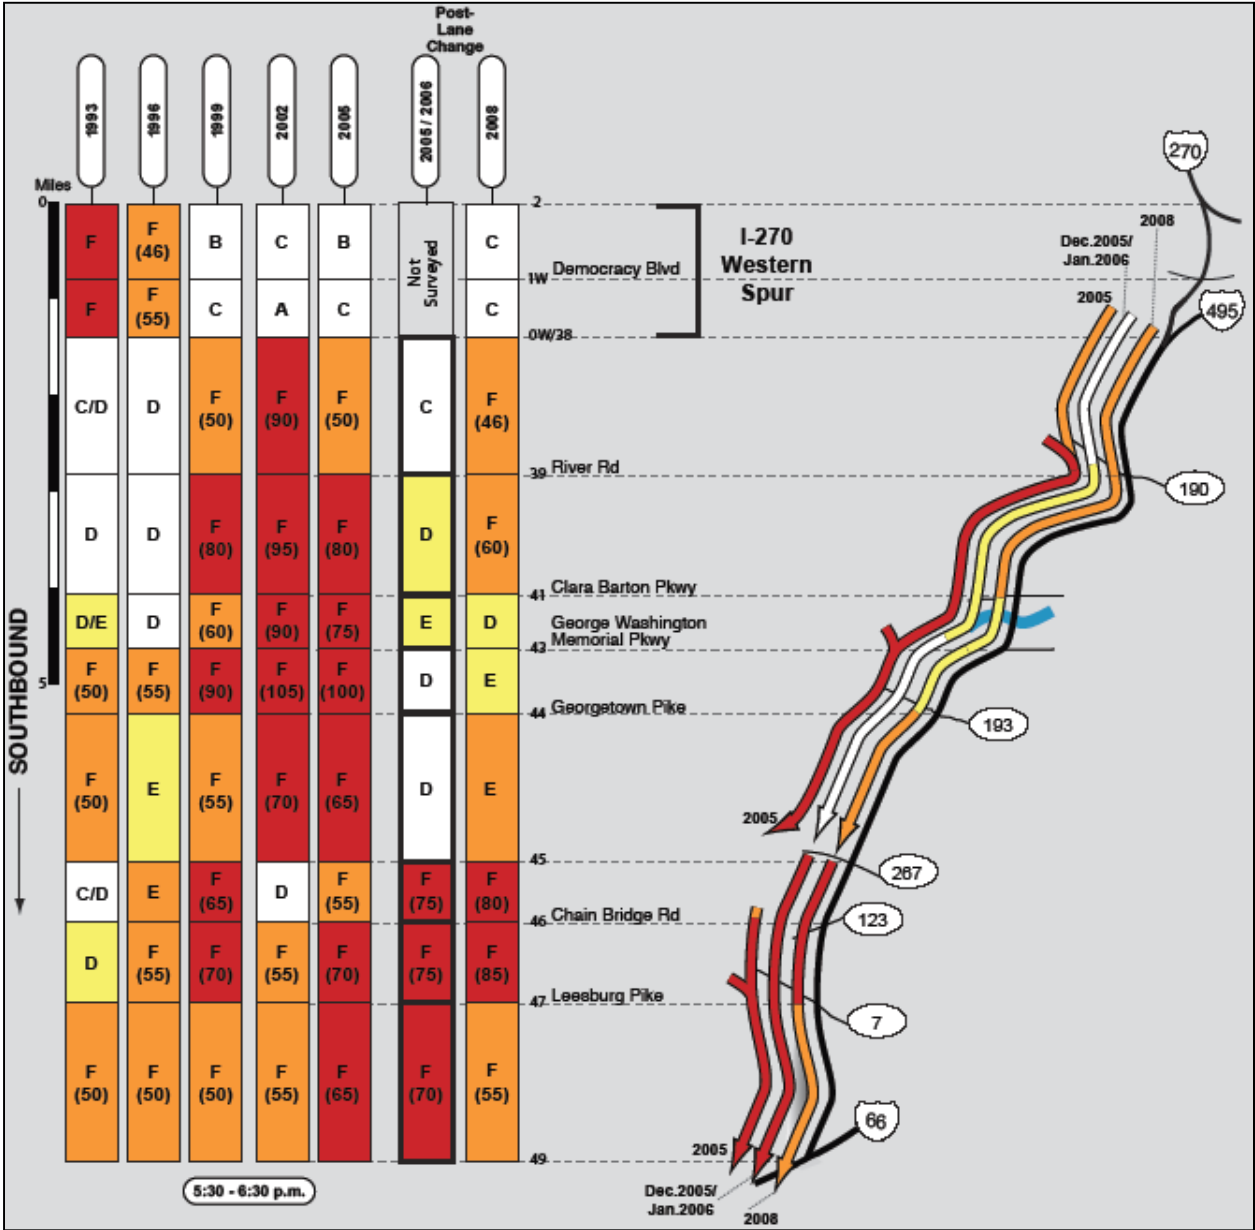 Post-
Lane
Change
1993
1996
1999
2002
2005
2005 / 2006
2008
Miles
0
5
SOUTHBOUND
F
F
(46)
B
C
B
Not
Surveyed
C
F
F
(55)
C
A
C
C
C/D
D
F
(50)
F
(90)
F
(50)
C
F
(46)
D
D
F
(80)
F
(95)
F
(80)
D
F
(60)
D/E
D
F
(60)
F
(90)
F
(75)
E
D
F
(50)
F
(55)
F
(90)
F
(105)
F
(100)
D
E
F
(50)
E
F
(55)
F
(70)
F
(65)
D
E
C/D
E
F
(65)
D
F
(55)
F
(75)
F
(80)
D
F
(55)
F
(70)
F
(55)
F
(70)
F
(75)
F
(85)
F
(50)
F
(50)
F
(50)
F
(55)
F
(65)
F
(70)
F
(55)
5:30 - 6:30 p.m.
2
1W
Democracy Blvd
0W/38
39
River Rd
41
Clara Barton Pkwy
George Washington
Memorial Pkwy
43
44
Georgetown Pike
45
46
Chain Bridge Rd
47
Leesburg Pike
49
I-270
Western
Spur
270
2008
Dec.2005/
Jan.2006
2005
495
190
193
2005
267
123
7
66
2005
Dec.2005/
Jan.2006
2008